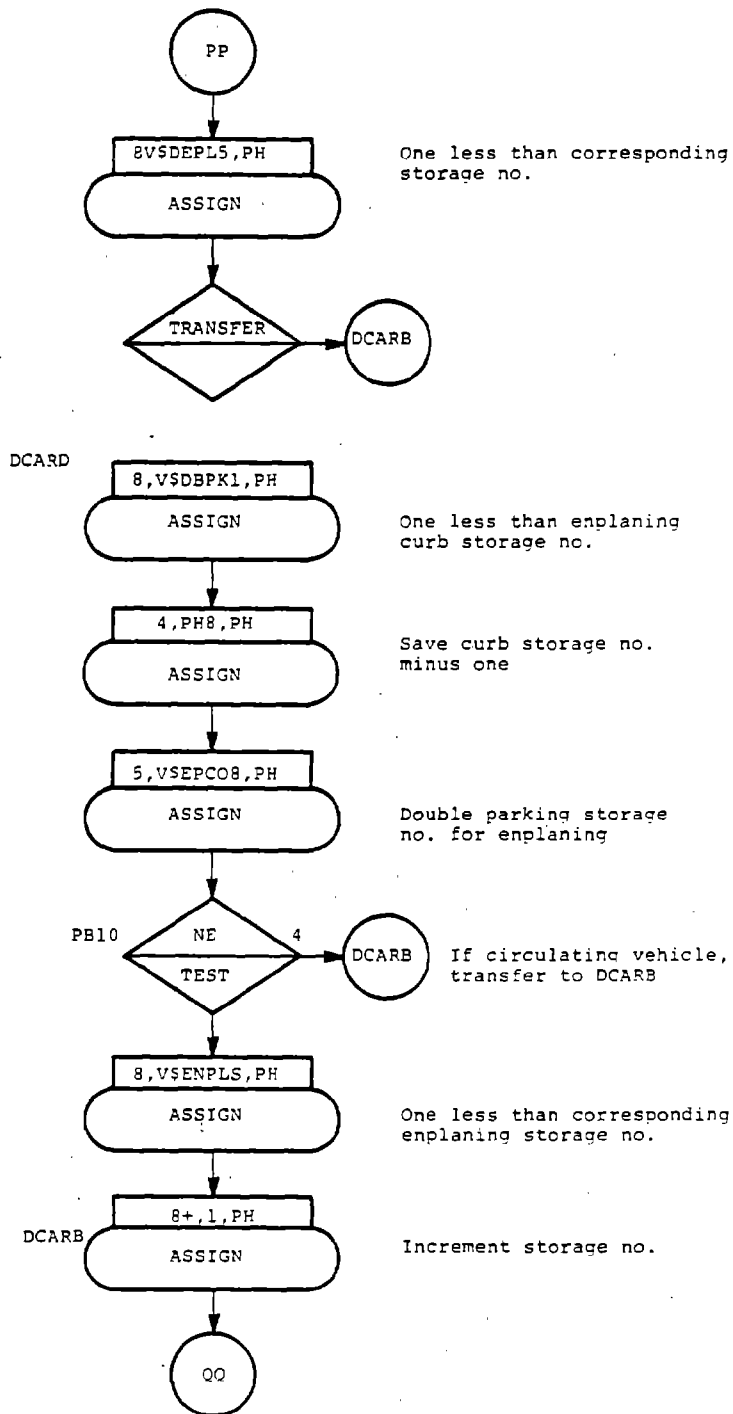 PP
8V$DEPL5,PH
One less than corresponding
storage no.
ASSIGN
TRANSFER
DCARB
DCARD
8,V$DBPK1,PH
ASSIGN
One less than enplaning
curb storage no.
4,PH8,PH
Save curb storage no.
minus one
ASSIGN
5,V$EPCO8,PH
ASSIGN
Double parking storage
no. for enplaning
PB10
NE
4
DCARB
If circulating vehicle,
transfer to DCARB
TEST
8,V$ENPLS,PH
ASSIGN
One less than corresponding
enplaning storage no.
8+,1,PH
DCARB
ASSIGN
Increment storage no.
QQ